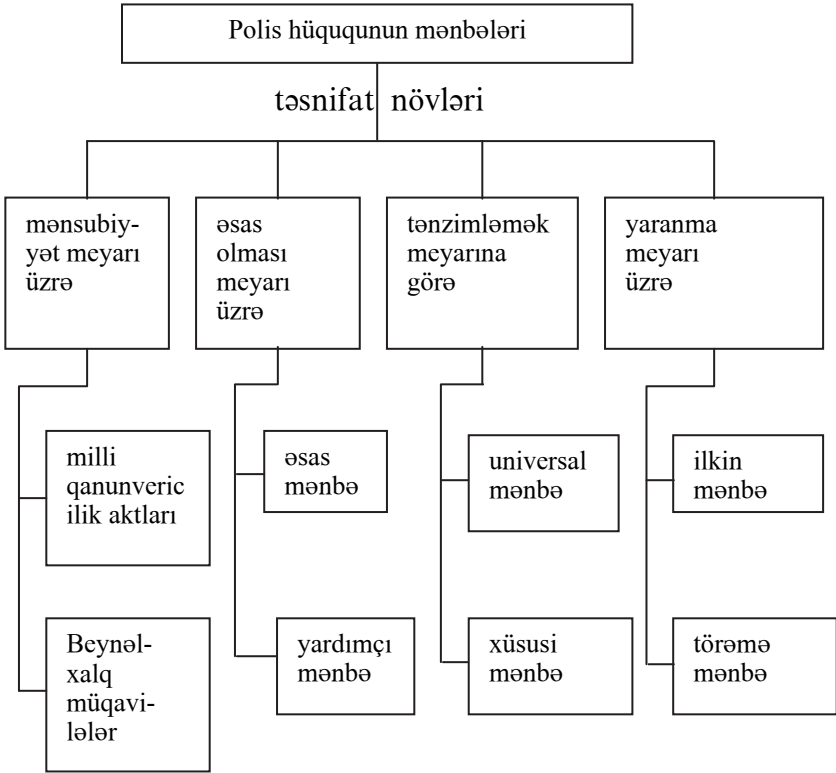 Polis hüququnun mənbələri
təsnifat növləri
mənsubiy-
yət meyarı
üzrə
əsas
olması
meyarı
üzrə
tənzimləmək
meyarına
görə
yaranma
meyarı
üzrə
milli
qanunveric
ilik aktları
Beynəl-
xalq
müqavi-
lələr
əsas
mənbə
yardımçı
mənbə
universal
mənbə
xüsusi
mənbə
ilkin
mənbə
törəmə
mənbə